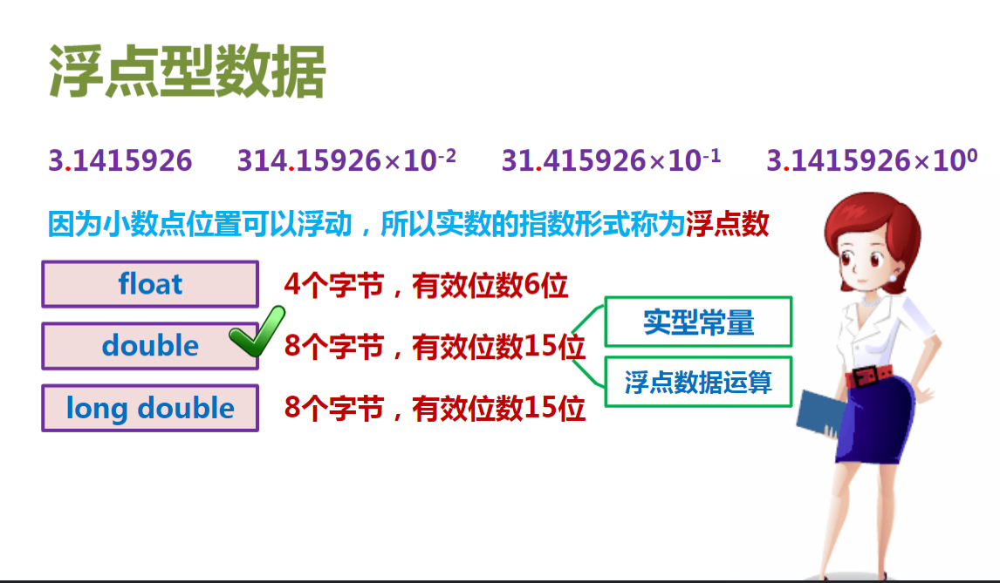 浮点型数据
3.1415926 314.15926×10⁻² 31.415926×10⁻¹ 3.1415926×10⁰
因为小数点位置可以浮动，所以实数的指数形式称为浮点数
float 4个字节，有效位数6位
double 8个字节，有效位数15位
实型常量
浮点数据运算
long double 8个字节，有效位数15位